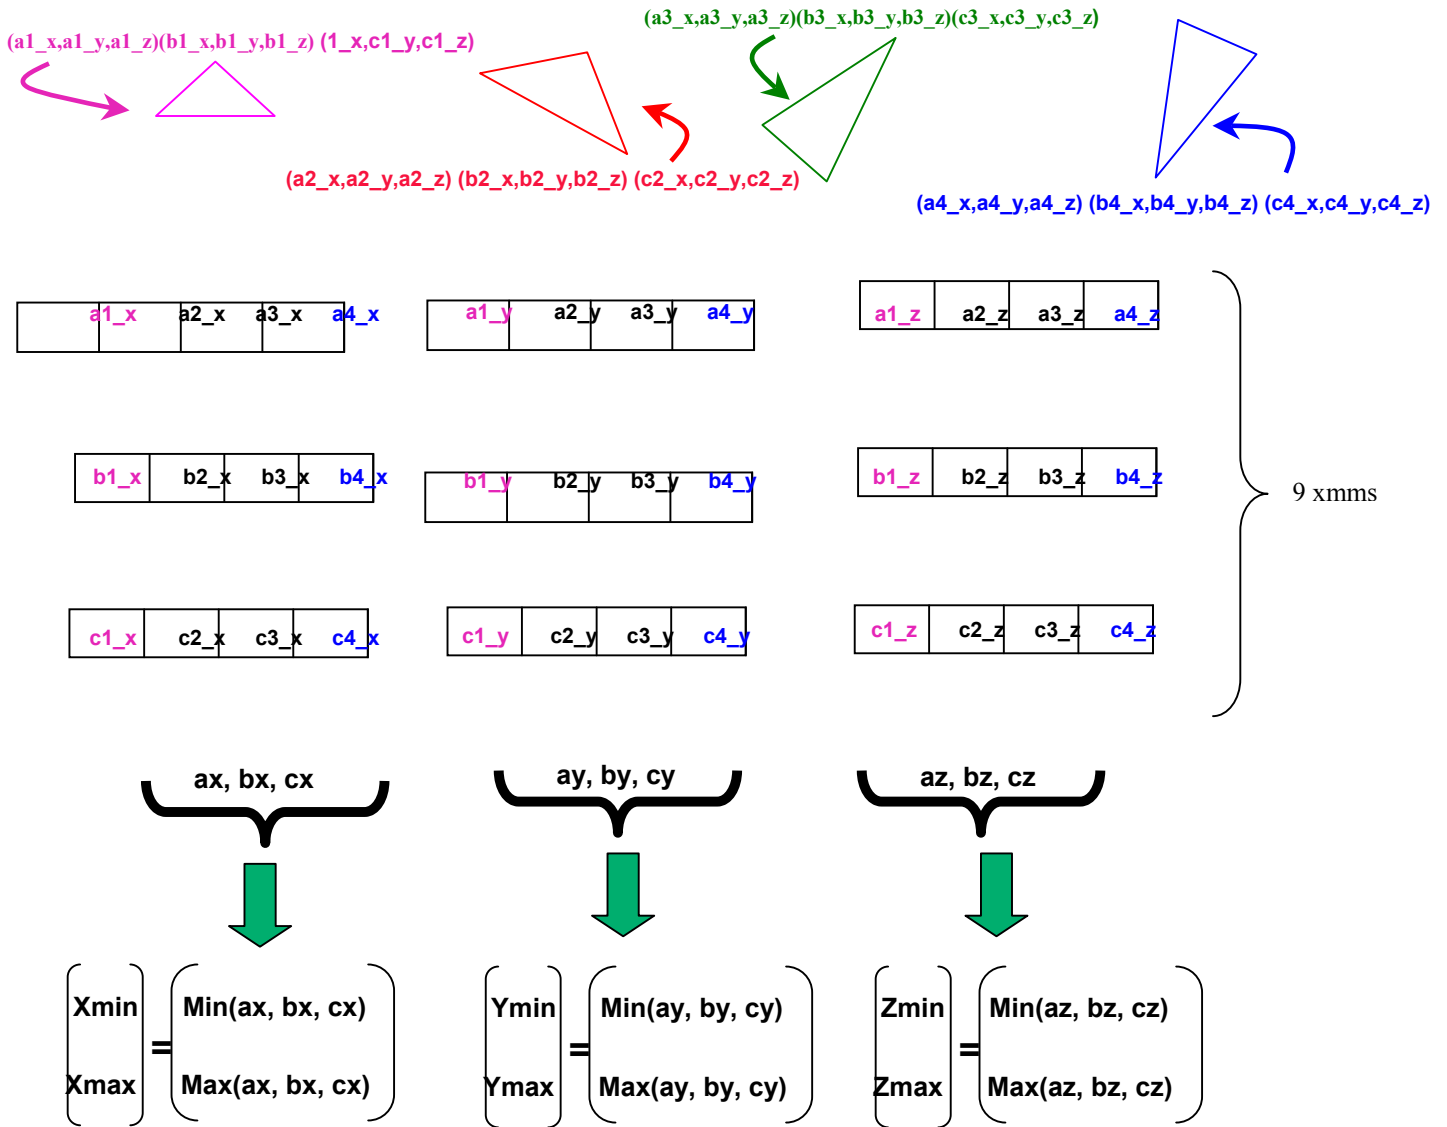 (a3_x,a3_y,a3_z)(b3_x,b3_y,b3_z)(c3_x,c3_y,c3_z)
(a1_x,a1_y,a1_z)(b1_x,b1_y,b1_z) (1_x,c1_y,c1_z)
(a2_x,a2_y,a2_z) (b2_x,b2_y,b2_z) (c2_x,c2_y,c2_z)
(a4_x,a4_y,a4_z) (b4_x,b4_y,b4_z) (c4_x,c4_y,c4_z)
a1_x a2_x a3_x a4_x a1_y a2_y a3_y a4_y a1_z a2_z a3_z a4_z
b1_x b2_x b3_x b4_x b1_y b2_y b3_y b4_y b1_z b2_z b3_z b4_z
9 xmms
c1_x c2_x c3_x c4_x c1_y c2_y c3_y c4_y c1_z c2_z c3_z c4_z
ax, bx, cx ay, by, cy az, bz, cz
Xmin Min(ax, bx, cx) Ymin Min(ay, by, cy) Zmin Min(az, bz, cz)
= = =
Xmax Max(ax, bx, cx) Ymax Max(ay, by, cy) Zmax Max(az, bz, cz)